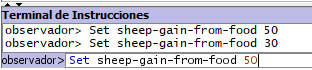 Terminal de Instrucciones
observador> Set sheep-gain-from-food 50
observador> Set sheep-gain-from-food 30
observador> Set sheep-gain-from-food 50